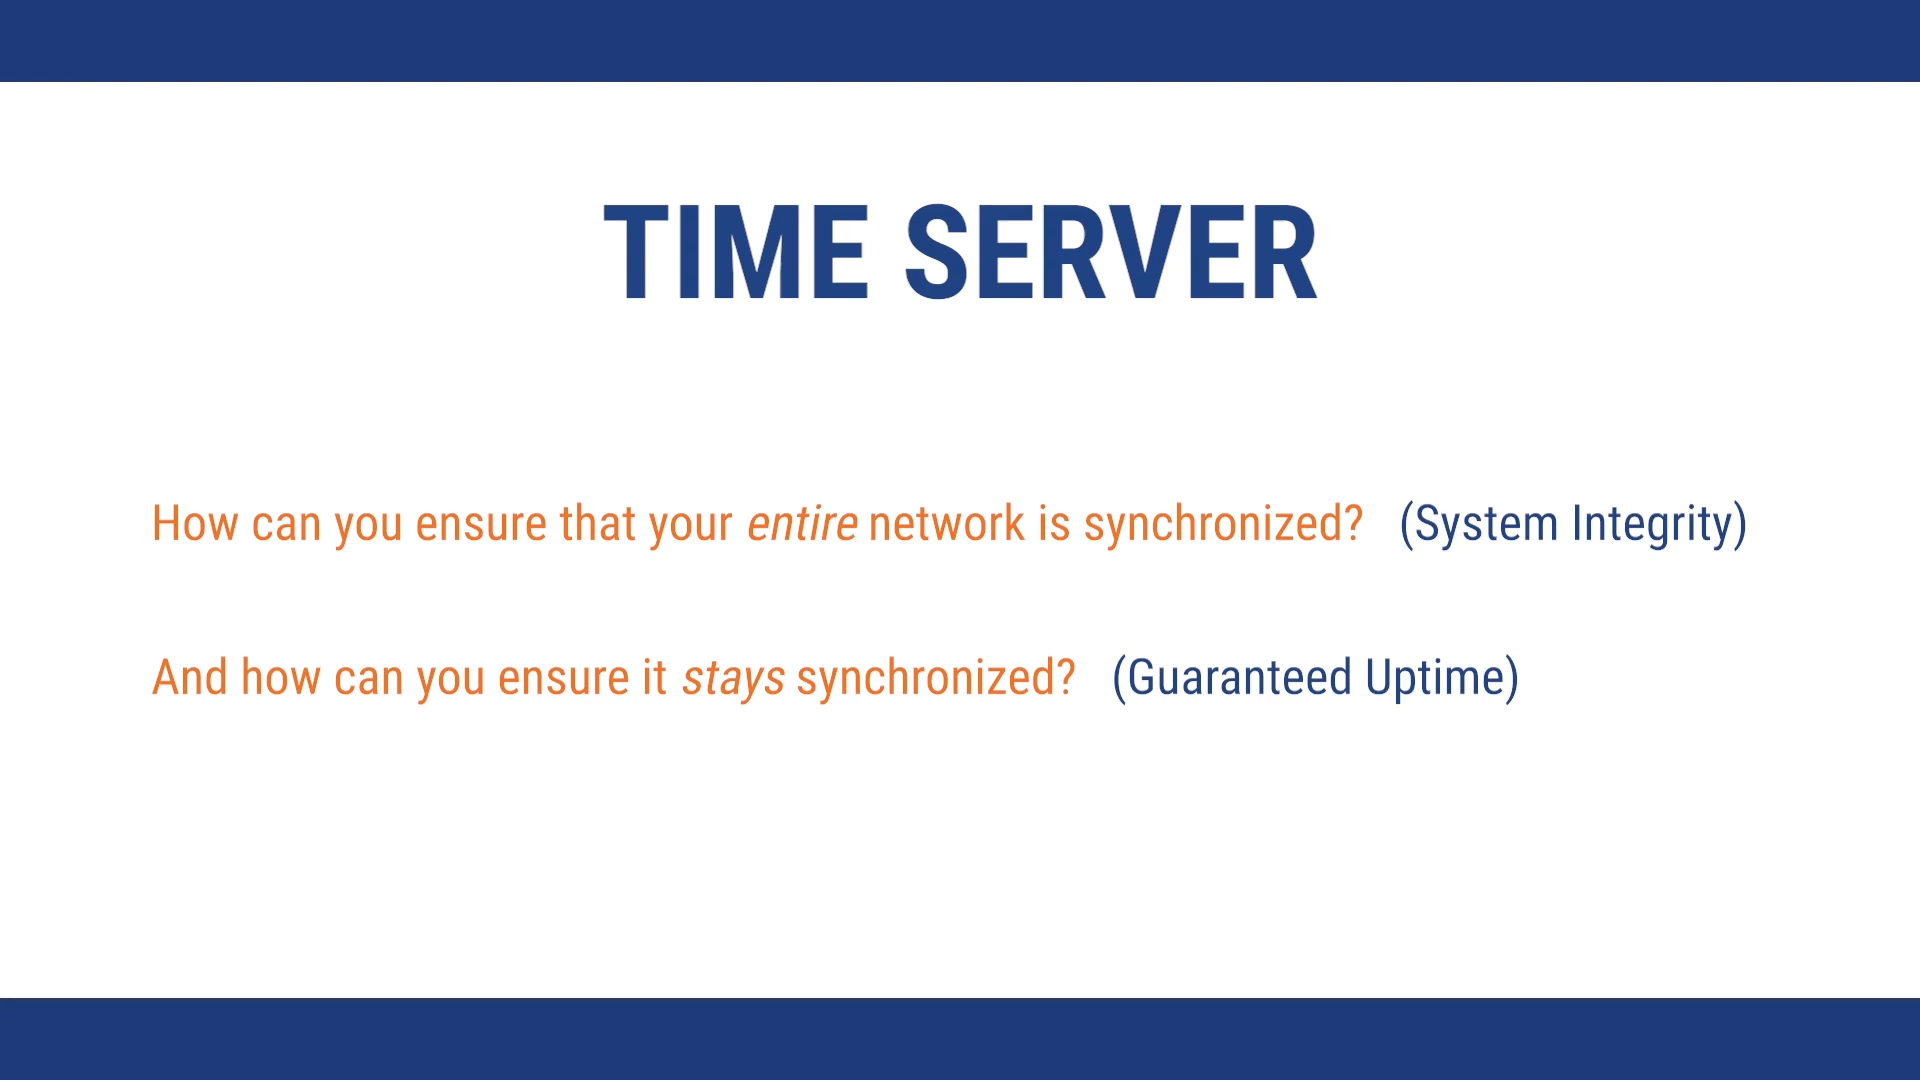 TIME SERVER
How can you ensure that your entire network is synchronized? (System Integrity)
And how can you ensure it stays synchronized? (Guaranteed Uptime)